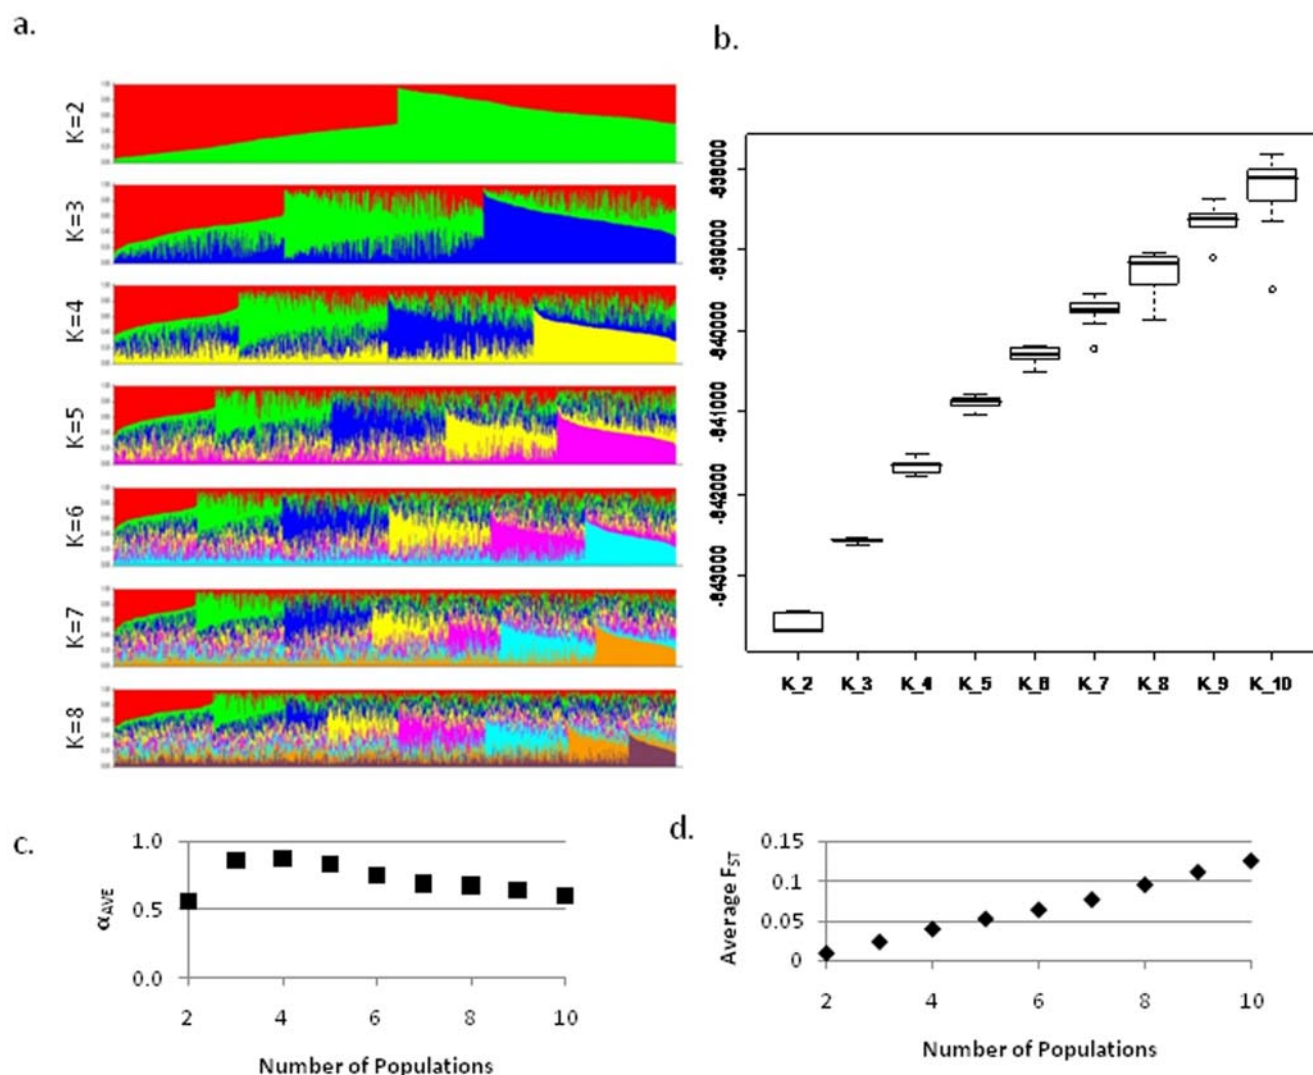 a.
K=2
K=3
K=4
K=5
K=6
K=7
K=8
b.
-838000
-839000
-840000
-841000
-842000
-843000
K_2 K_3 K_4 K_5 K_6 K_7 K_8 K_9 K_10
c.
αAVE
1.0
0.5
0.0
2 4 6 8 10
Number of Populations
d.
Average FST
0.15
0.1
0.05
0
2 4 6 8 10
Number of Populations